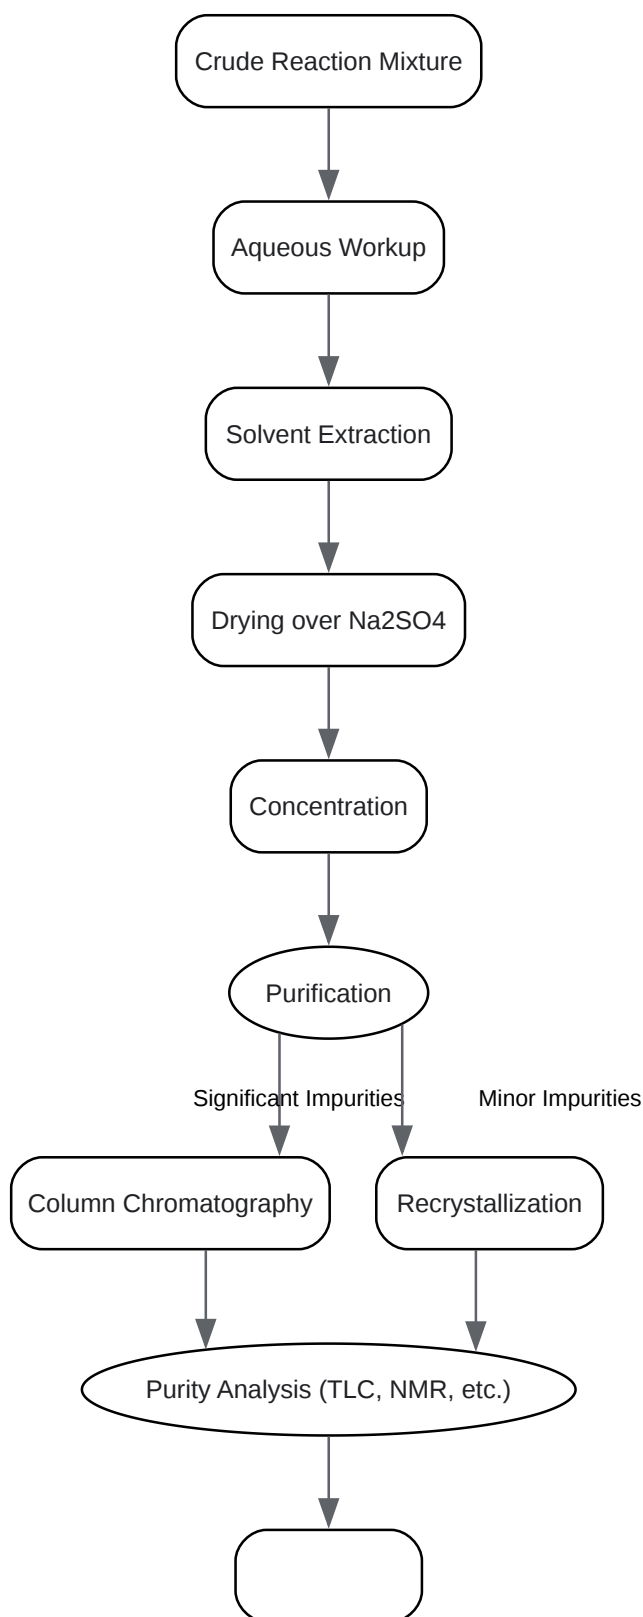 Crude Reaction Mixture
Aqueous Workup
Solvent Extraction
Drying over Na2SO4
Concentration
Purification
Significant Impurities
Minor Impurities
Column Chromatography
Recrystallization
Purity Analysis (TLC, NMR, etc.)